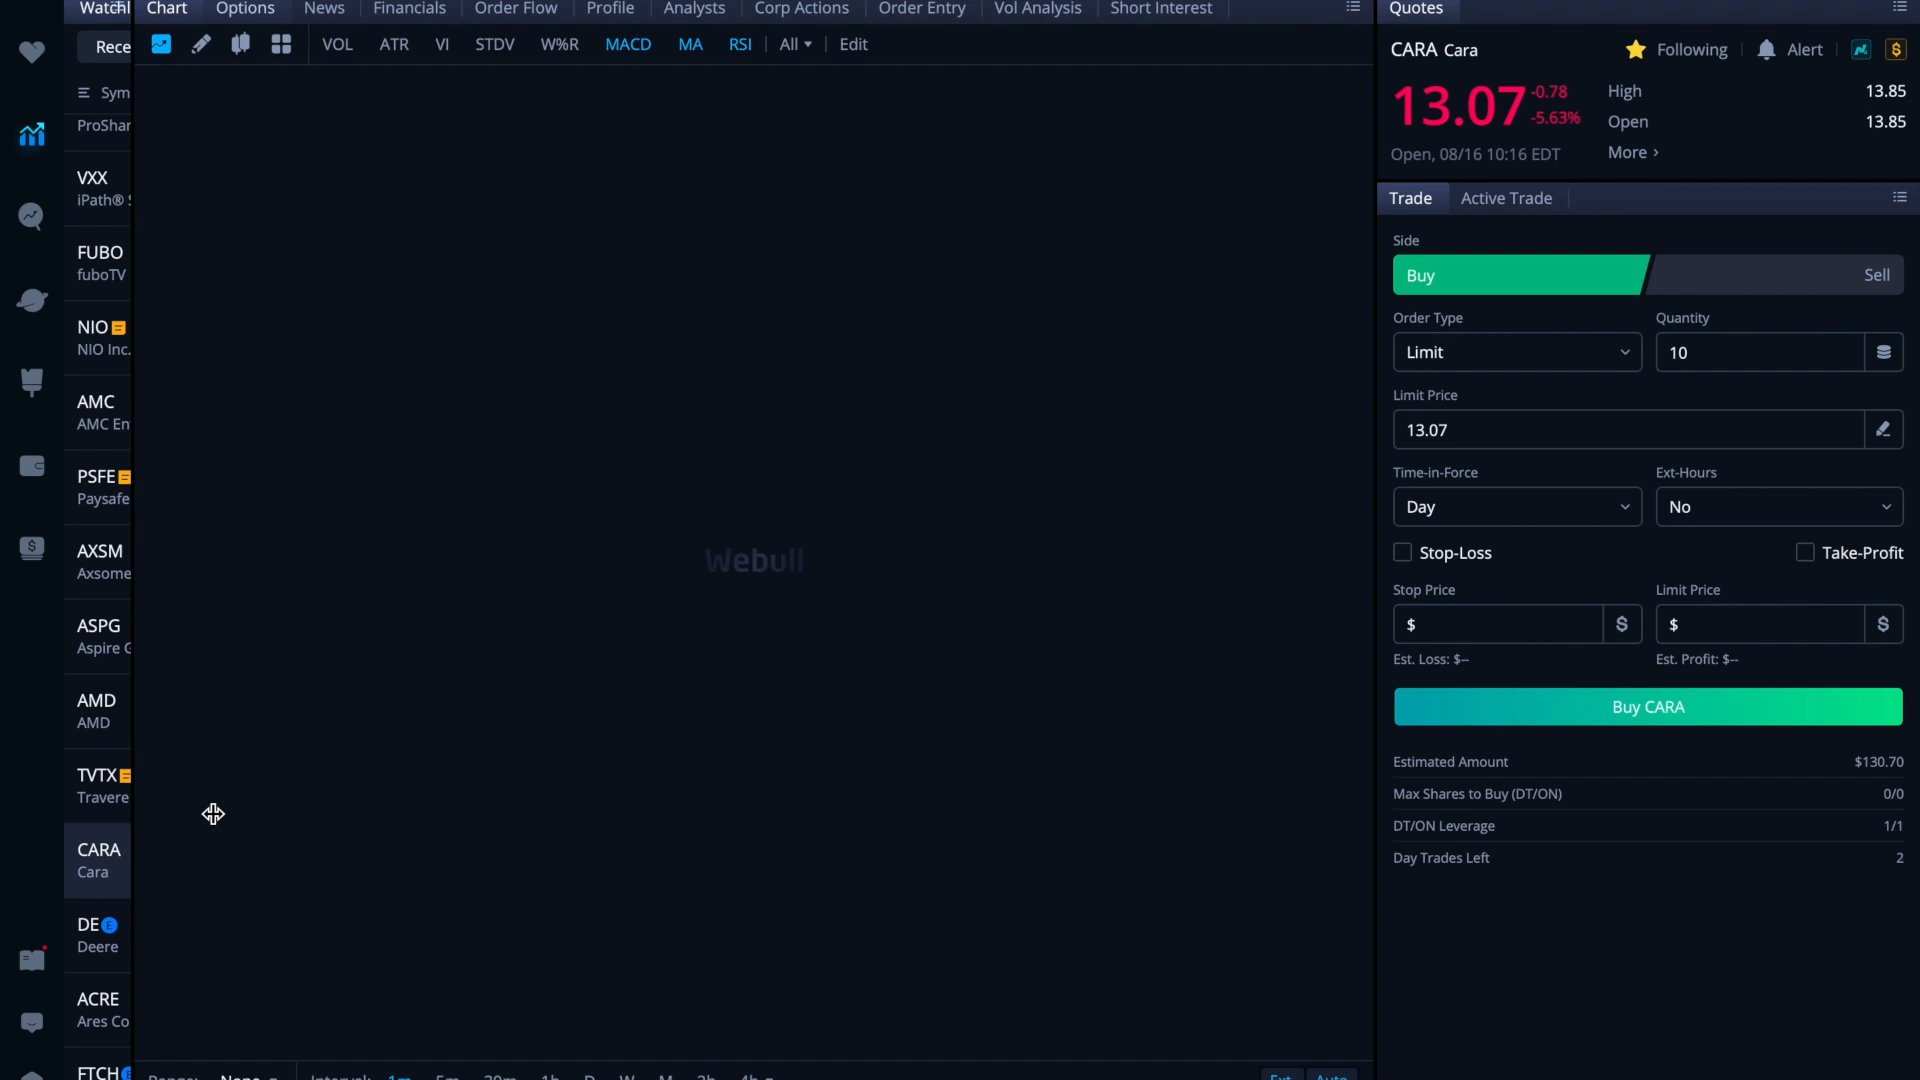 Chart Options News Financials Order Flow Profile Analysts Corp Actions Order Entry Vol Analysis Short Interest
Rece
VOL ATR VI STDV W%R MACD MA RSI All Edit
Sym
ProShar
VXX
iPath®
FUBO
fuboTV
NIO
NIO Inc.
AMC
AMC En
PSFE
Paysafe
AXSM
Axsome
ASPG
Aspire
AMD
AMD
TVTX
Travere
CARA
Cara
DE E
Deere
ACRE
Ares Co
FTCH
Webull
1m
Quotes
CARA Cara
Following Alert
13.07
-0.78
-5.63%
High 13.85
Open 13.85
Open, 08/16 10:16 EDT
More ›
Trade Active Trade
Side
Buy Sell
Order Type Quantity
Limit 10
Limit Price
13.07
Time-in-Force Ext-Hours
Day No
Stop-Loss Take-Profit
Stop Price Limit Price
$ $ $ $
Est. Loss: $-- Est. Profit: $--
Buy CARA
Estimated Amount $130.70
Max Shares to Buy (DT/ON) 0/0
DT/ON Leverage 1/1
Day Trades Left 2